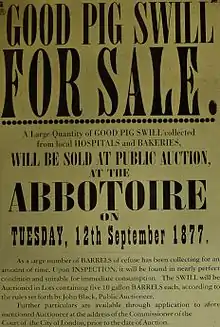 GOOD PIG SWILL
FOR SALE.
A Large Quantity of GOOD PIG SWILL collected
from local HOSPITALS and BAKERIES,
WILL BE SOLD AT PUBLIC AUCTION,
AT THE
ABBOTOIRE
ON
TUESDAY, 12th September 1877.
As a large number of BARRELS of refuse has been collecting for an
amount of time. Upon INSPECTION, it will be found in nearly perfect
condition and suitable for immediate consumption. The SWILL will be
Auctioned in Lots containing five 10 gallon BARRELS each, according to
the rules set forth by John Black, Public Auctioneer.
Further particulars are available through application to afore
mentioned Auctioneer at the address of the Commissioner of the
Court of the City of London, prior to the date of Auction.